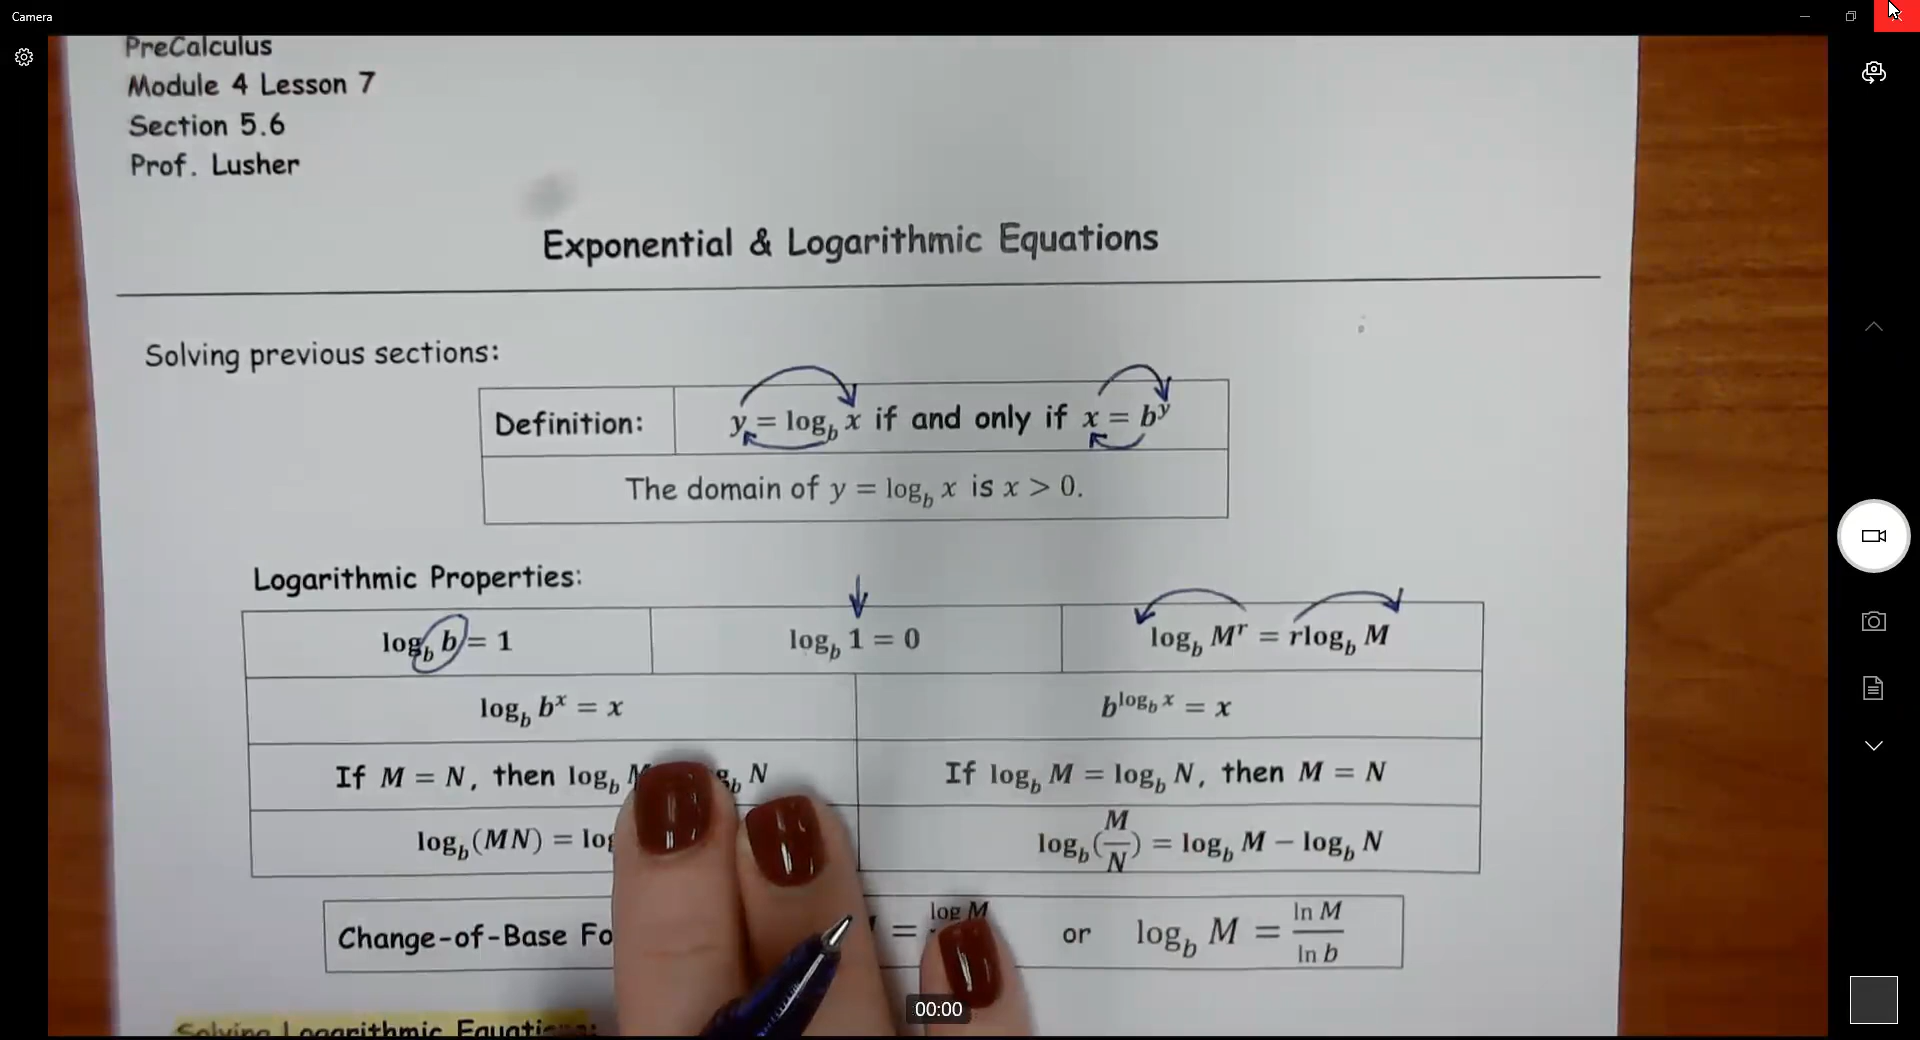 Camera
PreCalculus
Module 4 Lesson 7
Section 5.6
Prof. Lusher
Exponential & Logarithmic Equations
Solving previous sections:
Definition: y = log_b x if and only if x = b^y
The domain of y = log_b x is x > 0.
Logarithmic Properties:
log_b b = 1 log_b 1 = 0 log_b M^r = rlog_b M
log_b b^x = x b^{log_b x} = x
If M = N, then log_b N If log_b M = log_b N, then M = N
log_b(MN) = log_b(M/N) = log_b M − log_b N
Change-of-Base = log M or log_b M = ln M / ln b
Solving Logarithmic Equations:
00:00